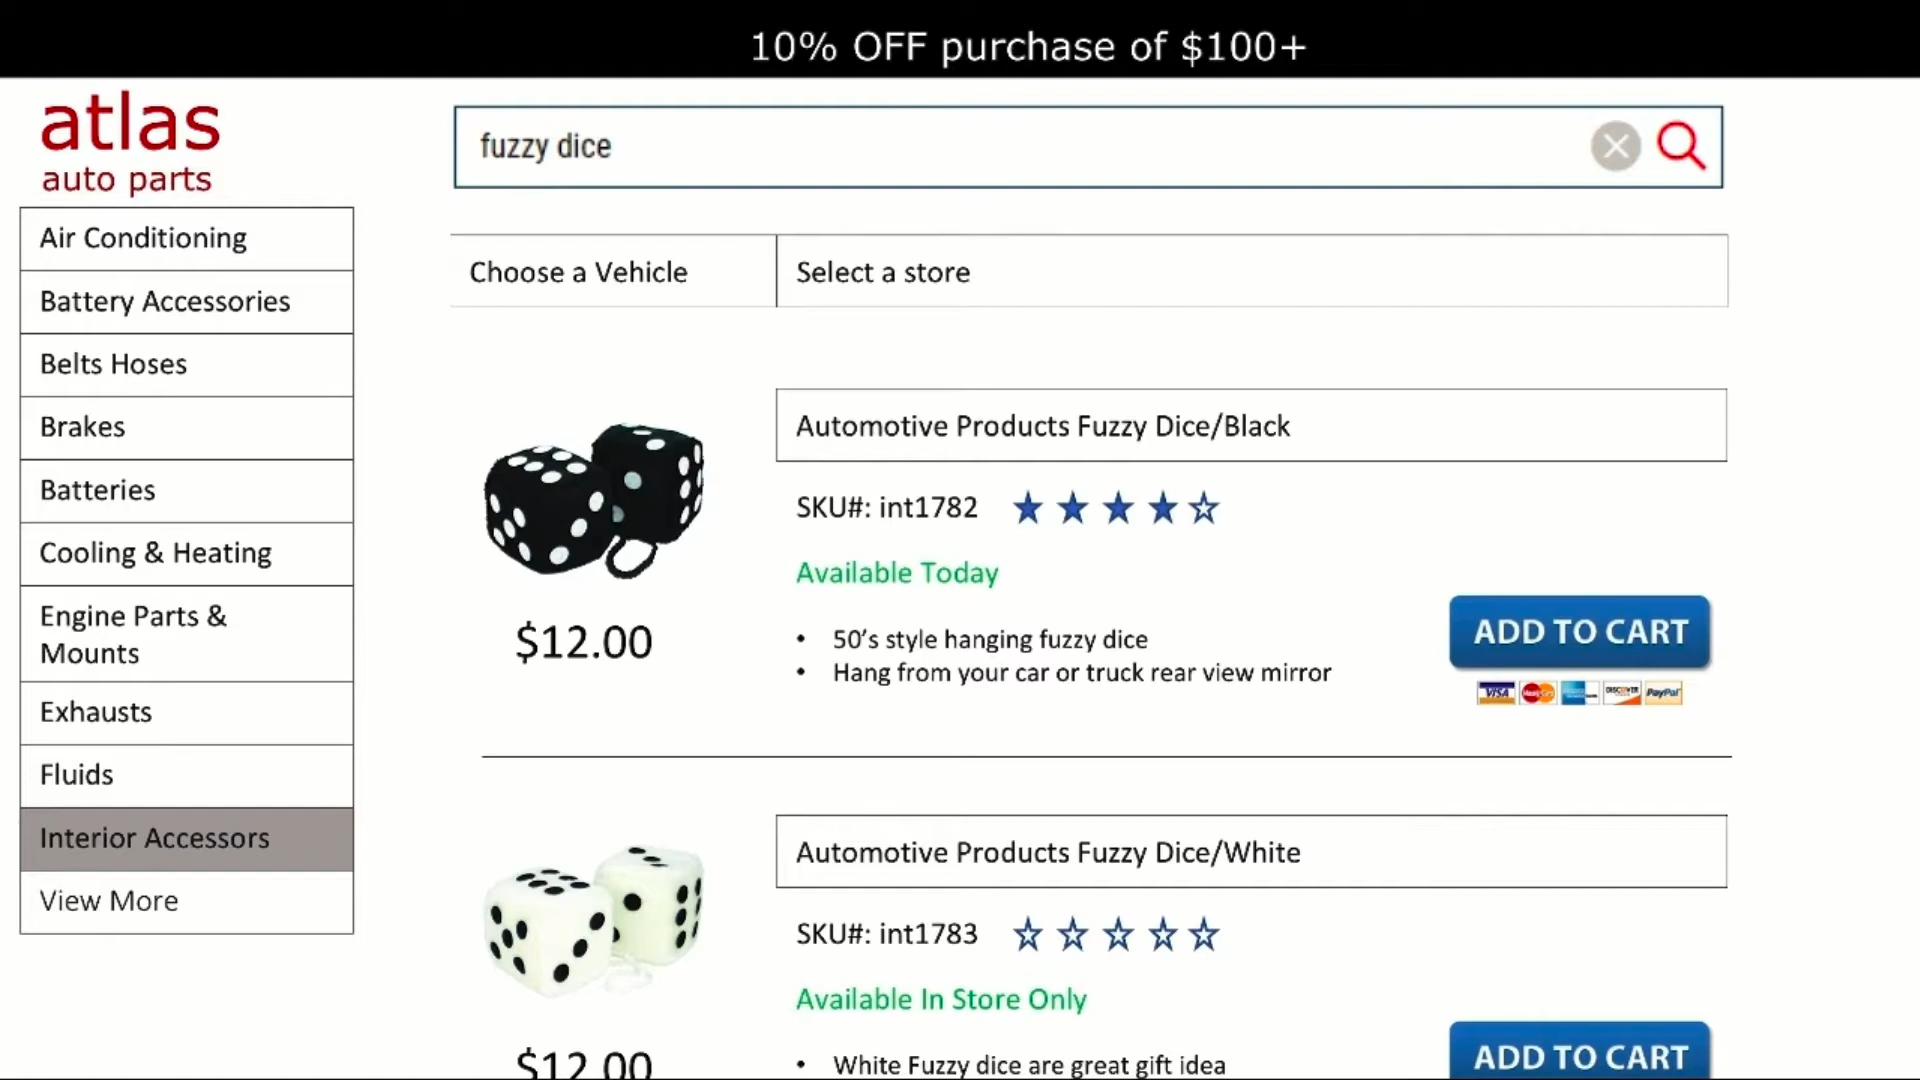 10% OFF purchase of $100+
atlas
auto parts
fuzzy dice
Choose a Vehicle
Select a store
Air Conditioning
Battery Accessories
Belts Hoses
Brakes
Batteries
Cooling & Heating
Engine Parts &
Mounts
Exhausts
Fluids
Interior Accessors
View More
Automotive Products Fuzzy Dice/Black
SKU#: int1782
Available Today
$12.00
• 50’s style hanging fuzzy dice
• Hang from your car or truck rear view mirror
ADD TO CART
VISA MasterCard DISCOVER PayPal
Automotive Products Fuzzy Dice/White
SKU#: int1783
Available In Store Only
$12.00
• White Fuzzy dice are great gift idea
ADD TO CART